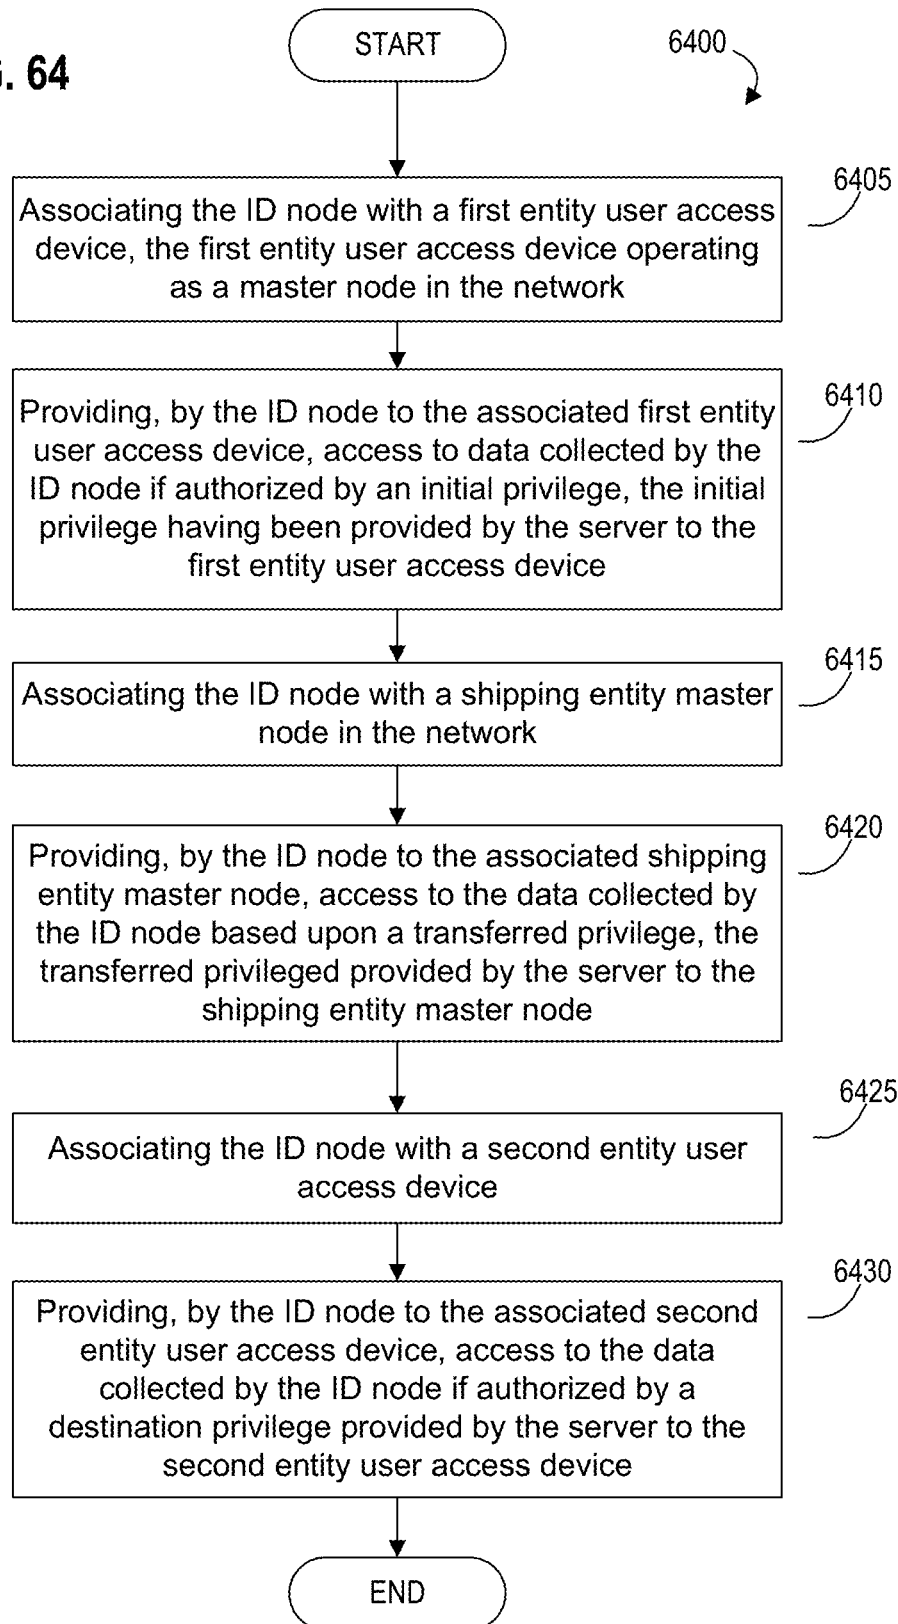 START
6400
. 64
6405
Associating the ID node with a first entity user access
device, the first entity user access device operating
as a master node in the network
6410
Providing, by the ID node to the associated first entity
user access device, access to data collected by the
ID node if authorized by an initial privilege, the initial
privilege having been provided by the server to the
first entity user access device
6415
Associating the ID node with a shipping entity master
node in the network
6420
Providing, by the ID node to the associated shipping
entity master node, access to the data collected by
the ID node based upon a transferred privilege, the
transferred privileged provided by the server to the
shipping entity master node
6425
Associating the ID node with a second entity user
access device
6430
Providing, by the ID node to the associated second
entity user access device, access to the data
collected by the ID node if authorized by a
destination privilege provided by the server to the
second entity user access device
END